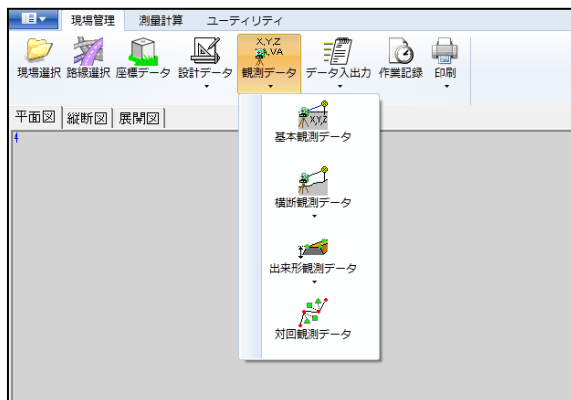 現場管理 測量計算 ユーティリティ
X,Y,Z
現場選択 路線選択 座標データ 設計データ 観測データ データ入出力 作業記録 印刷
平面図 縦断図 展開図
4
X,Y,Z
基本観測データ
横断観測データ
出来形観測データ
対回観測データ